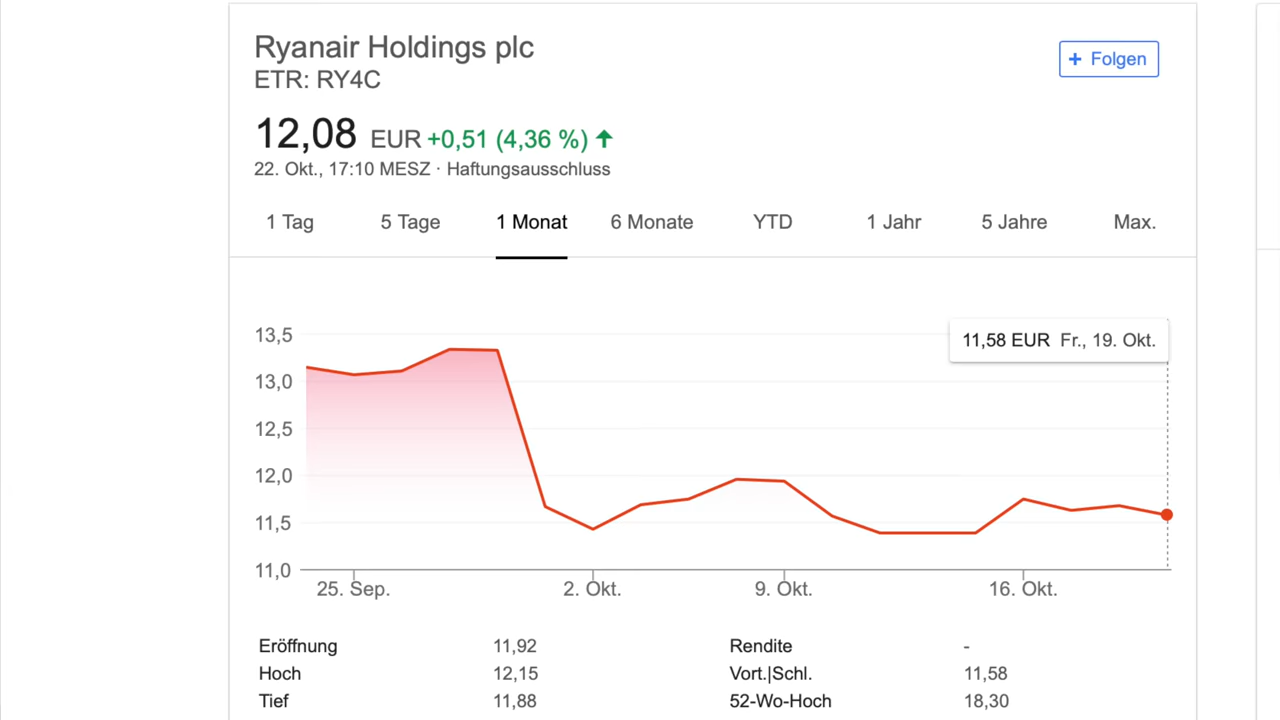 Ryanair Holdings plc
+ Folgen
ETR: RY4C
12,08 EUR +0,51 (4,36 %)
22. Okt., 17:10 MESZ · Haftungsausschluss
1 Tag 5 Tage 1 Monat 6 Monate YTD 1 Jahr 5 Jahre Max.
13,5
11,58 EUR Fr., 19. Okt.
13,0
12,5
12,0
11,5
11,0
25. Sep. 2. Okt. 9. Okt. 16. Okt.
Eröffnung 11,92 Rendite -
Hoch 12,15 Vort.|Schl. 11,58
Tief 11,88 52-Wo-Hoch 18,30